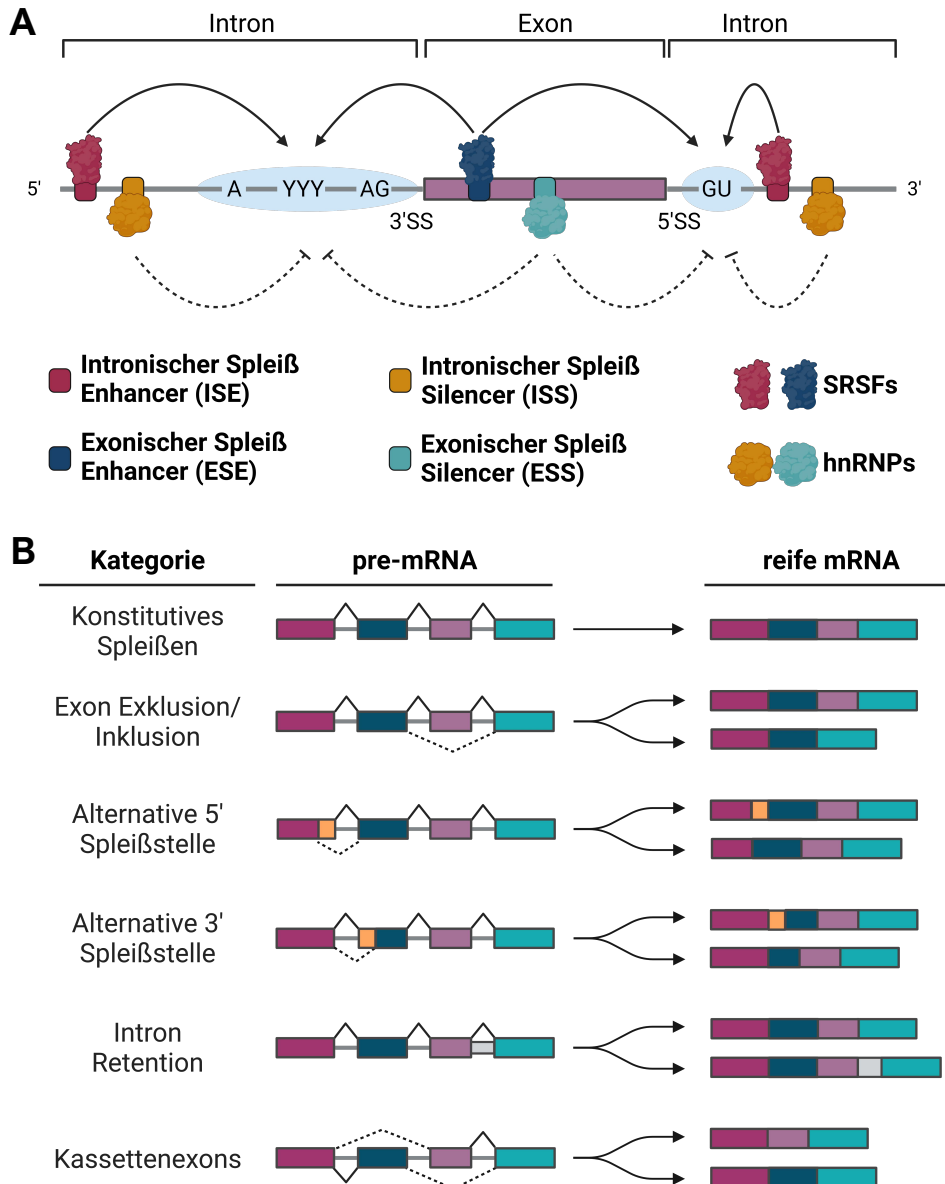 A
Intron Exon Intron
5' A YYY AG GU 3'
3'SS 5'SS
Intronischer Spleiß
Enhancer (ISE)
Intronischer Spleiß
Silencer (ISS)
SRSFs
Exonischer Spleiß
Enhancer (ESE)
Exonischer Spleiß
Silencer (ESS)
hnRNPs
B
Kategorie pre-mRNA reife mRNA
Konstitutives
Spleißen
Exon Exklusion/
Inklusion
Alternative 5'
Spleißstelle
Alternative 3'
Spleißstelle
Intron
Retention
Kassettenexons